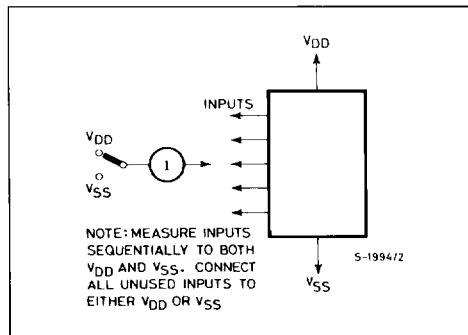 VDD
INPUTS
VDD
1
VSS
NOTE: MEASURE INPUTS
SEQUENTIALLY TO BOTH
VDD AND VSS. CONNECT
ALL UNUSED INPUTS TO
EITHER VDD OR VSS
S-1994/2
VSS